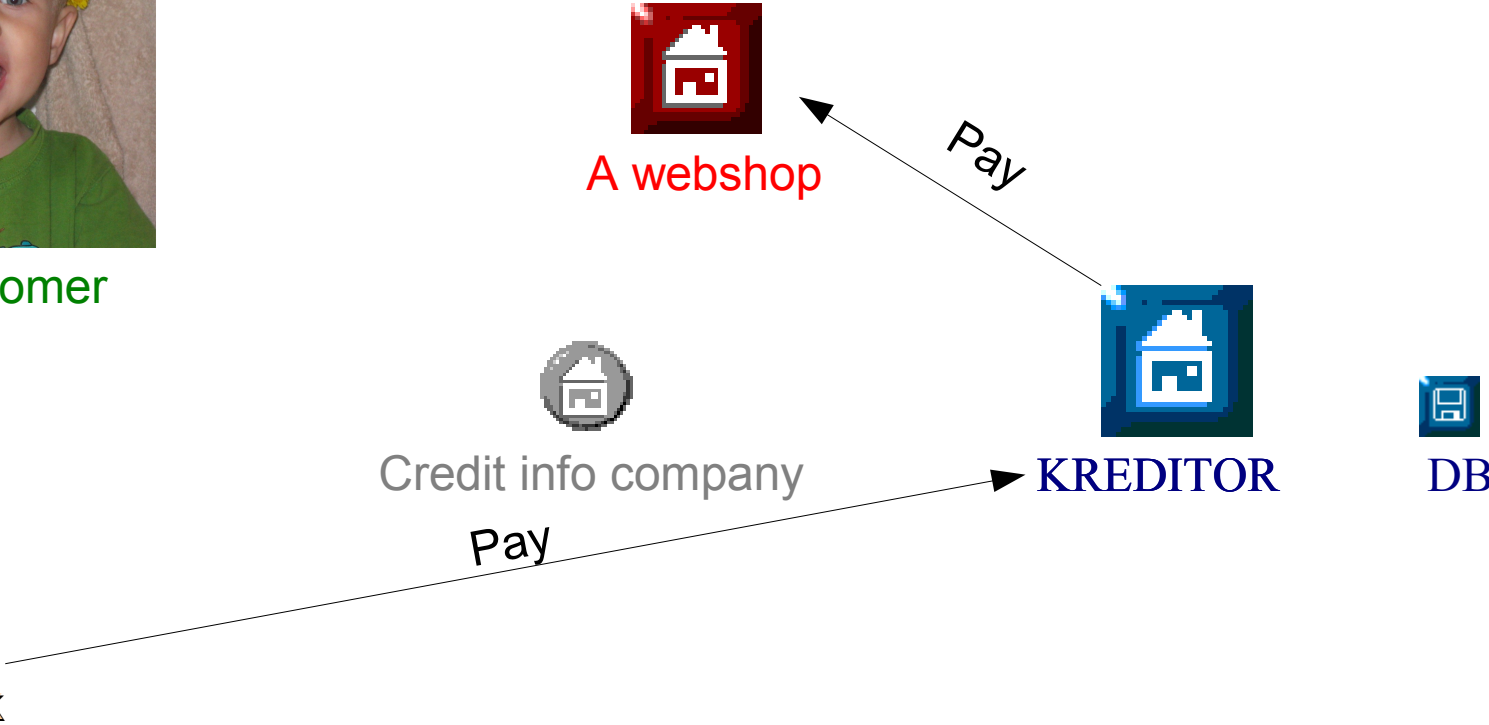 A webshop
Pay
omer
Credit info company
KREDITOR
DB
Pay